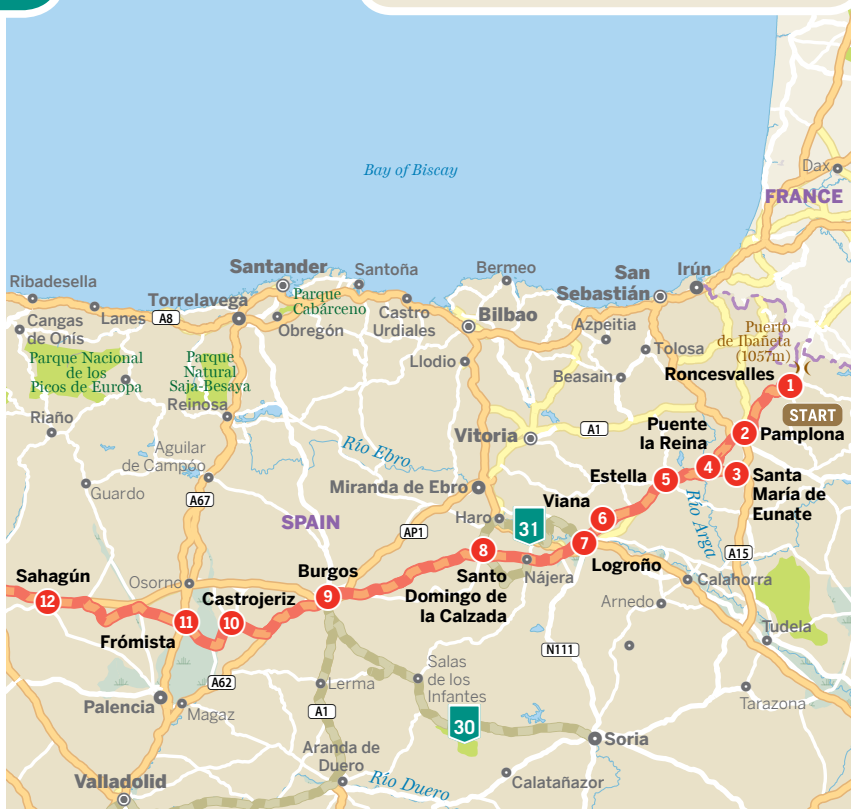 Bay of Biscay
Dax
FRANCE
Santander
Santoña
Bermeo
San
Sebastián
Irún
Ribadesella
Lanes
A8
Torrelavega
Parque
Cabárceno
Obregón
Castro
Urdiales
Bilbao
Cangas
de Onís
Azpeitia
Puerto
de Ibañeta
(1057m)
Parque Nacional
de los
Picos de Europa
Parque
Natural
Saja-Besaya
Llodio
Tolosa
Beasain
Roncesvalles
1
START
Reinosa
Riaño
Río Ebro
Vitoria
A1
Puente
la Reina
2
Pamplona
Aguilar
de Campóo
Guardo
A67
Miranda de Ebro
Estella
5
4
3
Santa
María de
Eunate
Río Arga
Viana
6
Haro
31
SPAIN
AP1
7
Logroño
A15
8
Santo
Domingo de
la Calzada
Nájera
Calahorra
Sahagún
12
Osorno
Castrojeriz
Burgos
9
Arnedo
11
10
Frómista
Tudela
N111
A62
Palencia
Magaz
Lerma
Salas
de los
Infantes
A1
30
Tarazona
Aranda de
Duero
Soria
Valladolid
Río Duero
Calatañazor